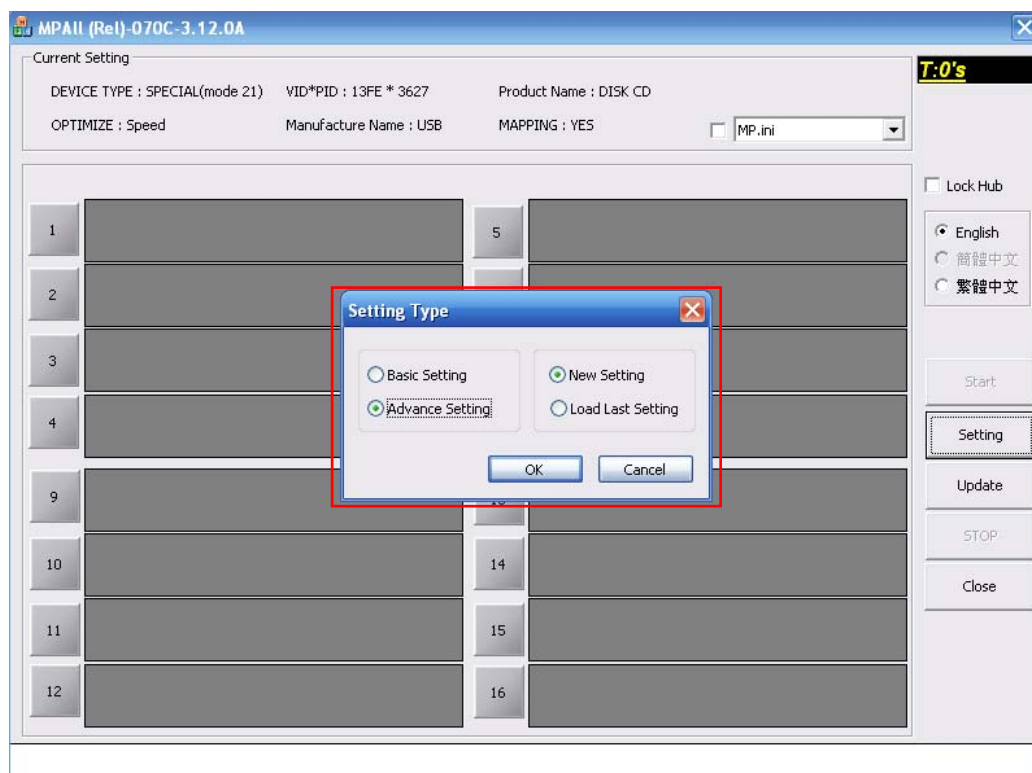 MPAll (Rel)-070C-3.12.0A
Current Setting
DEVICE TYPE : SPECIAL(mode 21) VID*PID : 13FE * 3627 Product Name : DISK CD
OPTIMIZE : Speed Manufacture Name : USB MAPPING : YES MP.ini
T:0's
Lock Hub
English
简體中文
繁體中文
Start
Setting
Update
STOP
Close
1
2
3
4
9
10
11
12
5
14
15
16
Setting Type
Basic Setting
Advance Setting
New Setting
Load Last Setting
OK Cancel